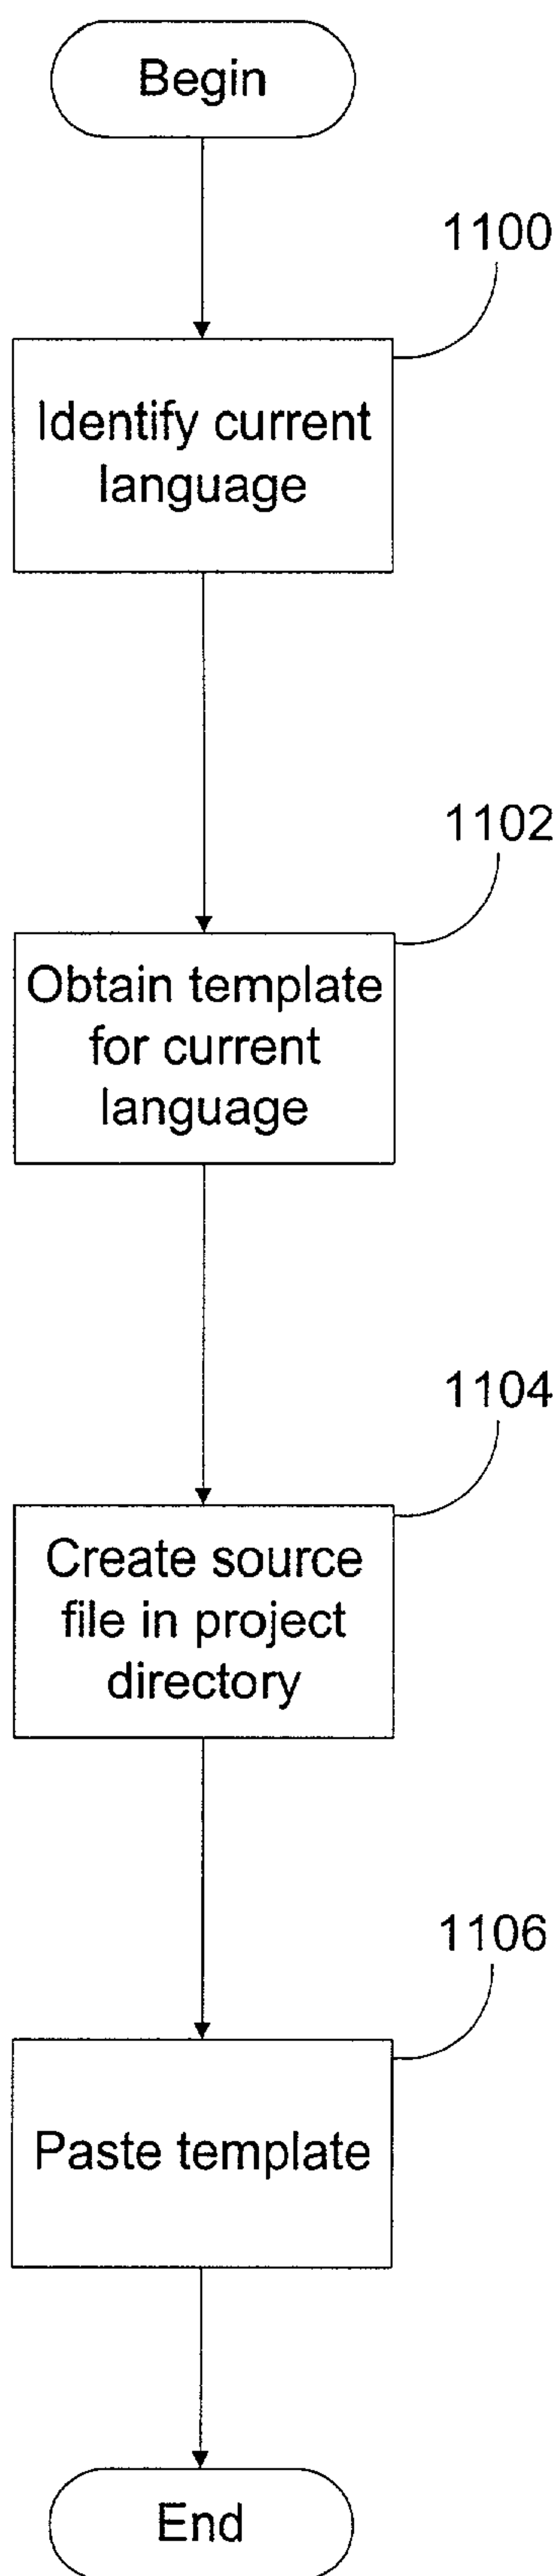 Begin
1100
Identify current
language
1102
Obtain template
for current
language
1104
Create source
file in project
directory
1106
Paste template
End